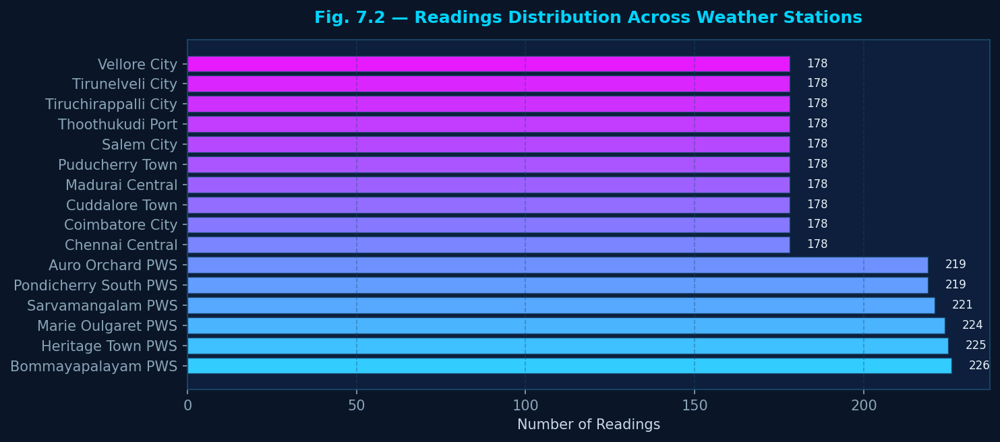 Fig. 7.2 — Readings Distribution Across Weather Stations
Vellore City 178
Tirunelveli City 178
Tiruchirappalli City 178
Thoothukudi Port 178
Salem City 178
Puducherry Town 178
Madurai Central 178
Cuddalore Town 178
Coimbatore City 178
Chennai Central 178
Auro Orchard PWS 219
Pondicherry South PWS 219
Sarvamangalam PWS 221
Marie Oulgaret PWS 224
Heritage Town PWS 225
Bommayapalayam PWS 226
0 50 100 150 200
Number of Readings